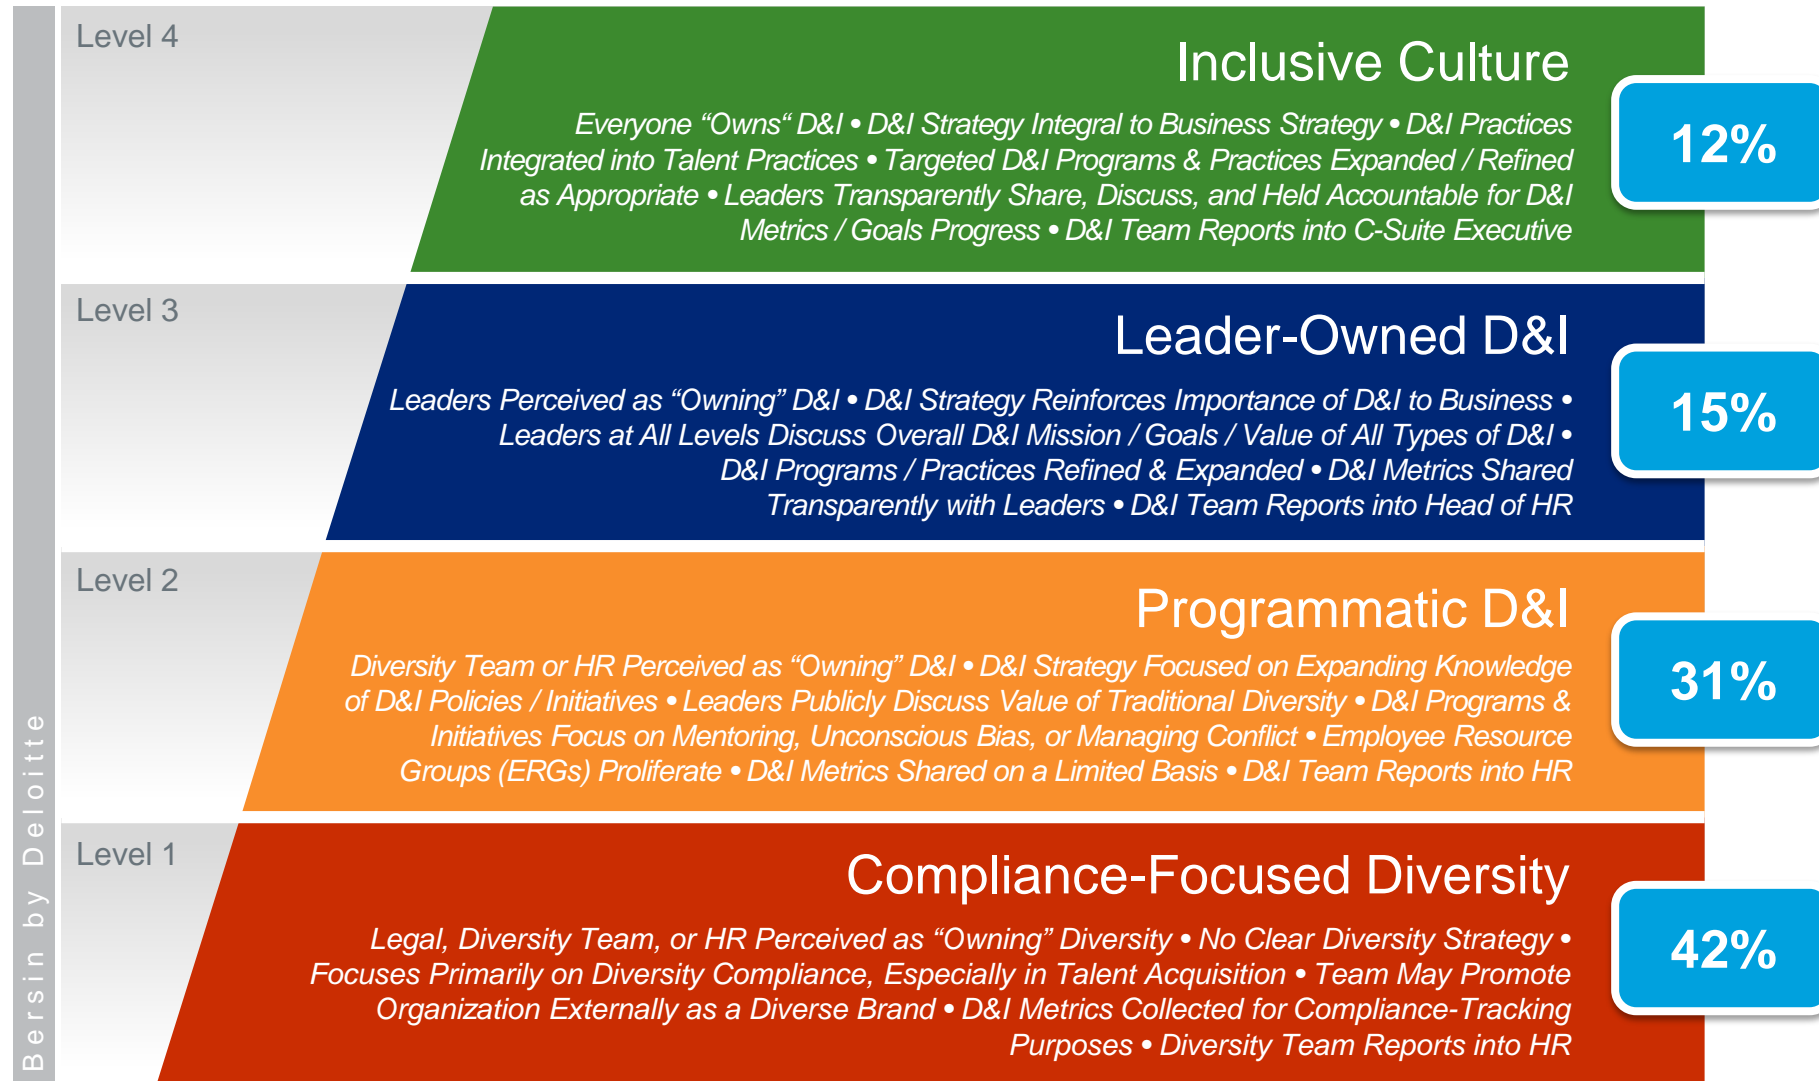 Level 4
Inclusive Culture
Everyone “Owns“ D&I • D&I Strategy Integral to Business Strategy • D&I Practices
Integrated into Talent Practices • Targeted D&I Programs & Practices Expanded / Refined
as Appropriate • Leaders Transparently Share, Discuss, and Held Accountable for D&I
Metrics / Goals Progress • D&I Team Reports into C-Suite Executive
12%
Level 3
Leader-Owned D&I
Leaders Perceived as “Owning” D&I • D&I Strategy Reinforces Importance of D&I to Business •
Leaders at All Levels Discuss Overall D&I Mission / Goals / Value of All Types of D&I •
D&I Programs / Practices Refined & Expanded • D&I Metrics Shared
Transparently with Leaders • D&I Team Reports into Head of HR
15%
Level 2
Programmatic D&I
Diversity Team or HR Perceived as “Owning” D&I • D&I Strategy Focused on Expanding Knowledge
of D&I Policies / Initiatives • Leaders Publicly Discuss Value of Traditional Diversity • D&I Programs &
Initiatives Focus on Mentoring, Unconscious Bias, or Managing Conflict • Employee Resource
Groups (ERGs) Proliferate • D&I Metrics Shared on a Limited Basis • D&I Team Reports into HR
31%
Level 1
Compliance-Focused Diversity
Legal, Diversity Team, or HR Perceived as “Owning” Diversity • No Clear Diversity Strategy •
Focuses Primarily on Diversity Compliance, Especially in Talent Acquisition • Team May Promote
Organization Externally as a Diverse Brand • D&I Metrics Collected for Compliance-Tracking
Purposes • Diversity Team Reports into HR
42%
Bersin by Deloitte